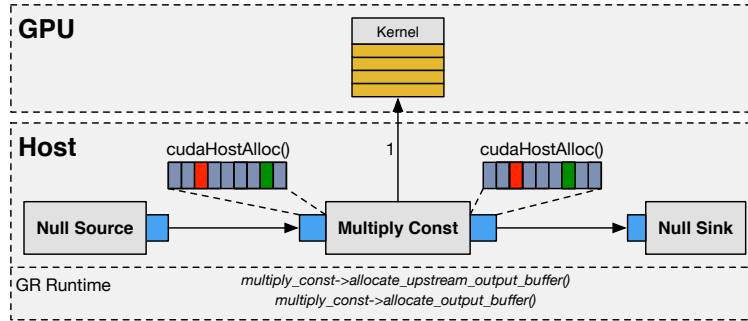 GPU
Kernel
Host
cudaHostAlloc()
1
cudaHostAlloc()
Null Source
Multiply Const
Null Sink
GR Runtime
multiply_const->allocate_upstream_output_buffer()
multiply_const->allocate_output_buffer()